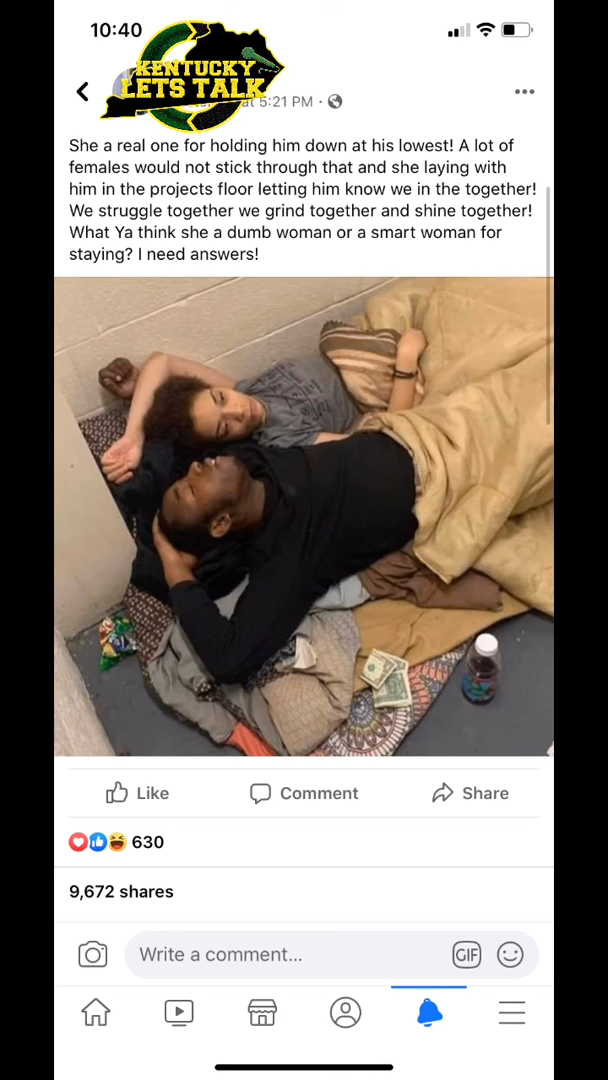 10:40
KENTUCKY
LETS TALK
at 5:21 PM ·
She a real one for holding him down at his lowest! A lot of
females would not stick through that and she laying with
him in the projects floor letting him know we in the together!
We struggle together we grind together and shine together!
What Ya think she a dumb woman or a smart woman for
staying? I need answers!
Like
Comment
Share
630
9,672 shares
Write a comment...
GIF